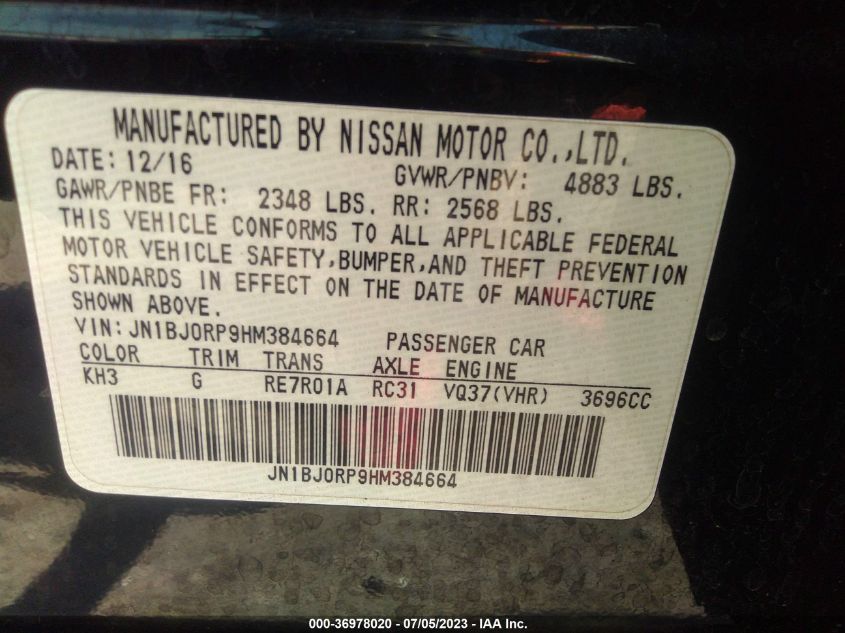 MANUFACTURED BY NISSAN MOTOR CO.,LTD.
DATE: 12/16 GVWR/PNBV: 4883 LBS.
GAWR/PNBE FR: 2348 LBS. RR: 2568 LBS.
THIS VEHICLE CONFORMS TO ALL APPLICABLE FEDERAL
MOTOR VEHICLE SAFETY,BUMPER,AND THEFT PREVENTION
STANDARDS IN EFFECT ON THE DATE OF MANUFACTURE
SHOWN ABOVE.
VIN: JN1BJ0RP9HM384664 PASSENGER CAR
COLOR TRIM TRANS AXLE ENGINE
KH3 G RE7R01A RC31 VQ37(VHR) 3696CC
JN1BJ0RP9HM384664
000-36978020 - 07/05/2023 - IAA Inc.